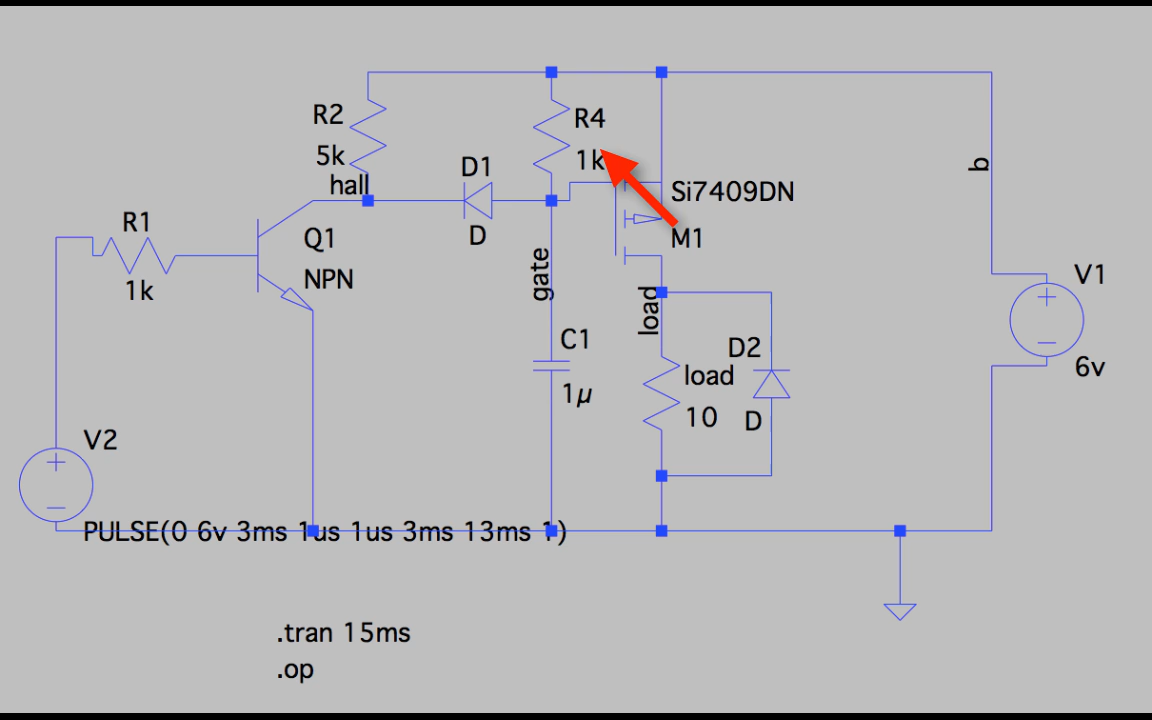 R2
5k
hall
D1
D
R4
1k
Si7409DN
M1
b
R1
1k
Q1
NPN
gate
load
V1
6v
C1
1µ
D2
load
10
D
V2
PULSE(0 6v 3ms 1us 1us 3ms 13ms 1)
.tran 15ms
.op